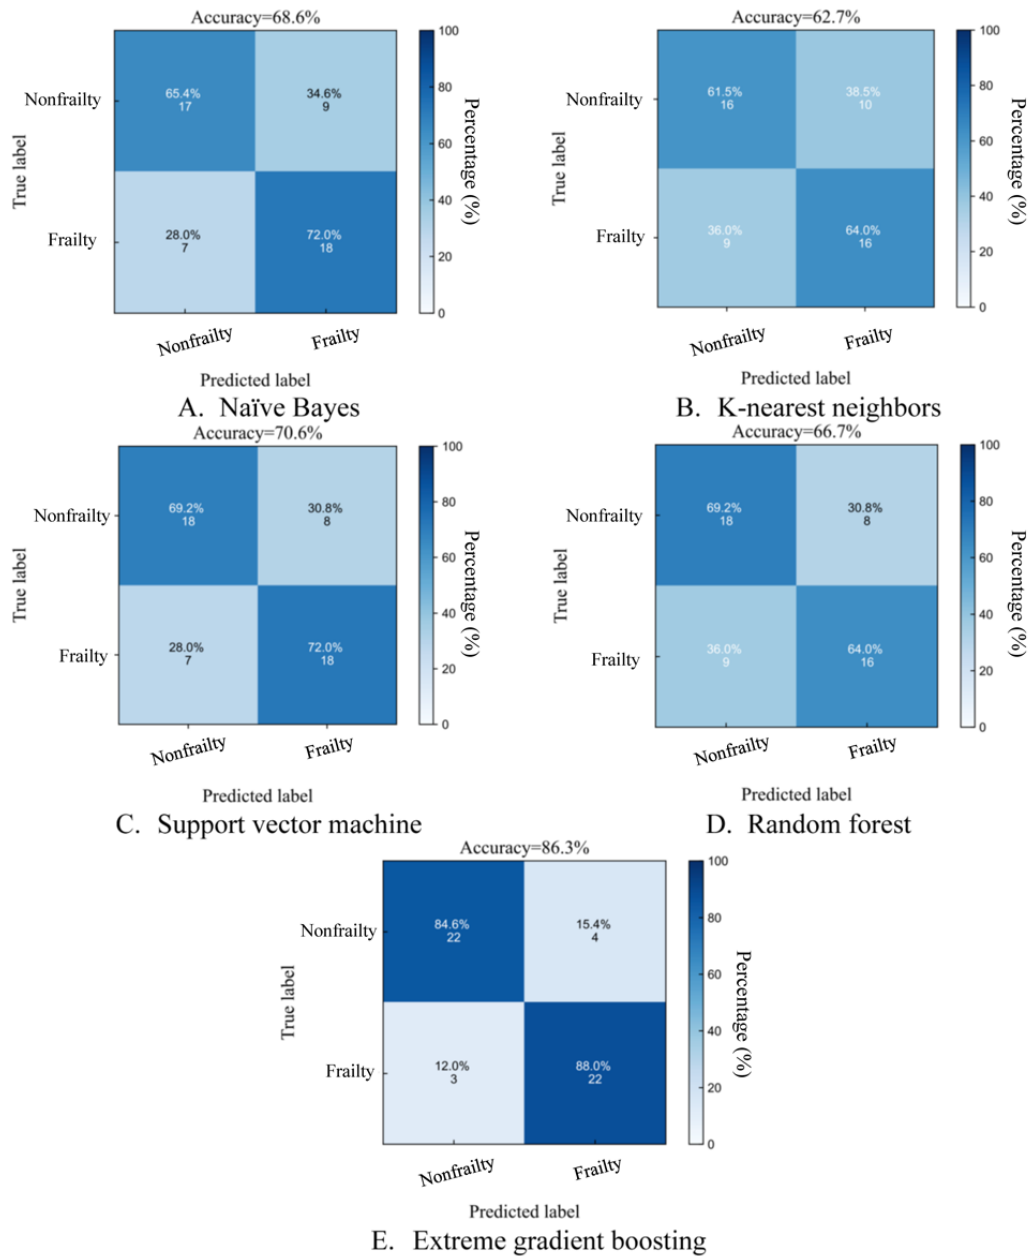 Accuracy=68.6%
100
80
60
40
20
0
Percentage (%)
True label
Nonfrailty
65.4%
17
34.6%
9
Frailty
28.0%
7
72.0%
18
Nonfrailty
Frailty
Predicted label
A. Naïve Bayes
Accuracy=62.7%
100
80
60
40
20
0
Percentage (%)
True label
Nonfrailty
61.5%
16
38.5%
10
Frailty
36.0%
9
64.0%
16
Nonfrailty
Frailty
Predicted label
B. K-nearest neighbors
Accuracy=70.6%
100
80
60
40
20
0
Percentage (%)
True label
Nonfrailty
69.2%
18
30.8%
8
Frailty
28.0%
7
72.0%
18
Nonfrailty
Frailty
Predicted label
C. Support vector machine
Accuracy=66.7%
100
80
60
40
20
0
Percentage (%)
True label
Nonfrailty
69.2%
18
30.8%
8
Frailty
36.0%
9
64.0%
16
Nonfrailty
Frailty
Predicted label
D. Random forest
Accuracy=86.3%
100
80
60
40
20
0
Percentage (%)
True label
Nonfrailty
84.6%
22
15.4%
4
Frailty
12.0%
3
88.0%
22
Nonfrailty
Frailty
Predicted label
E. Extreme gradient boosting